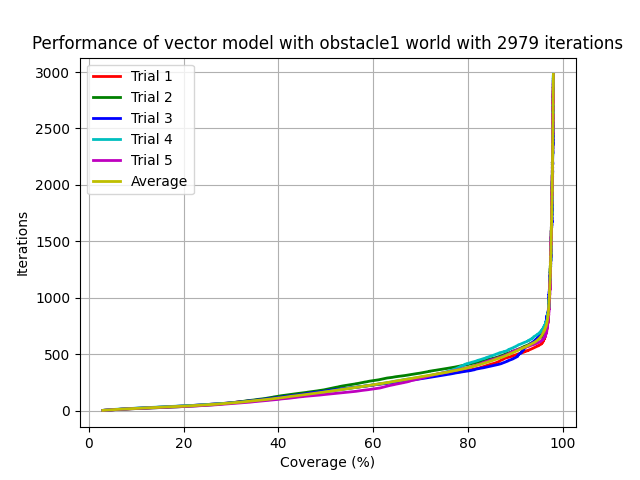 Performance of vector model with obstacle1 world with 2979 iterations
3000
2500
2000
1500
1000
500
0
Iterations
Trial 1
Trial 2
Trial 3
Trial 4
Trial 5
Average
0 20 40 60 80 100
Coverage (%)